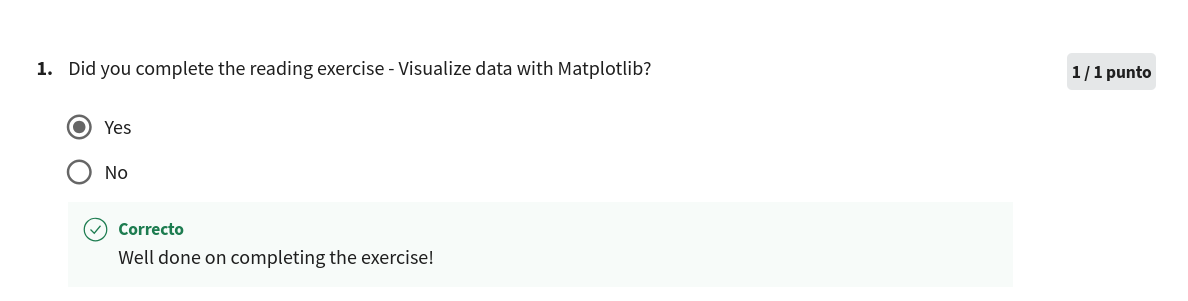 1. Did you complete the reading exercise - Visualize data with Matplotlib?
1 / 1 punto
Yes
No
Correcto
Well done on completing the exercise!